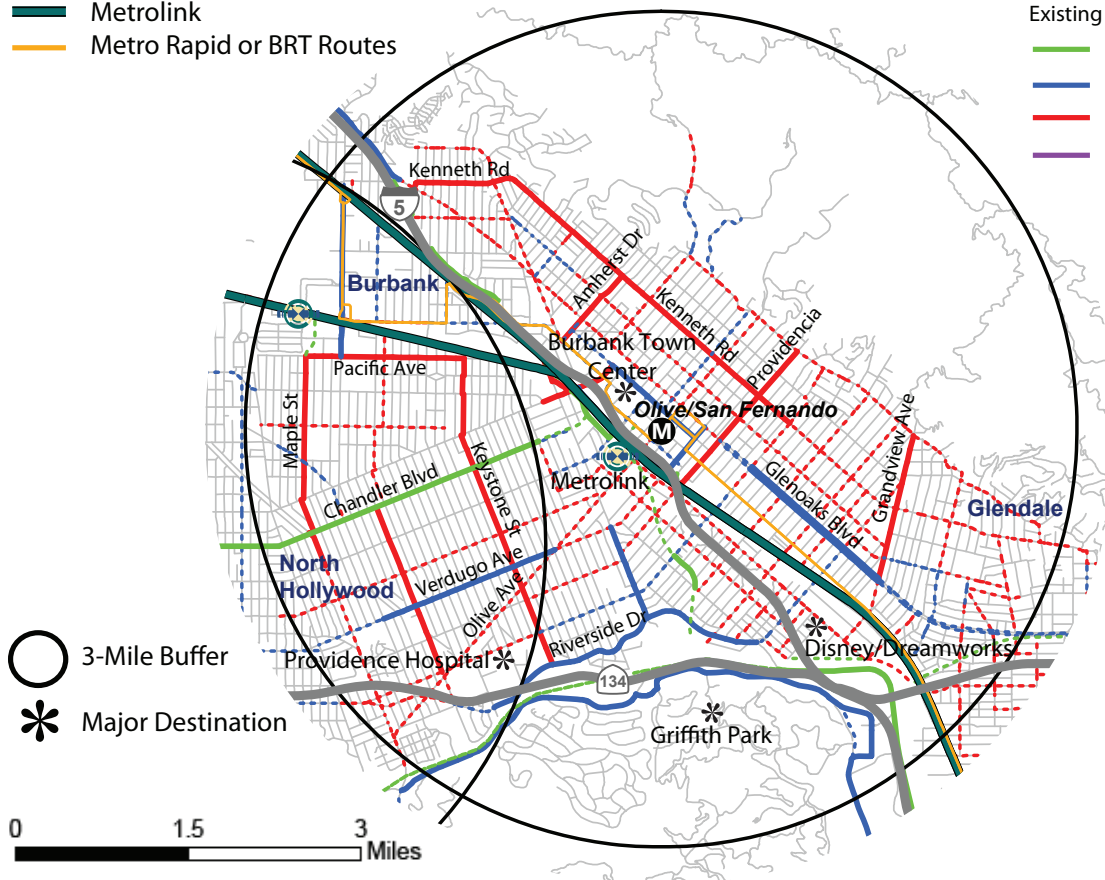 Metrolink
Metro Rapid or BRT Routes
Existing
Kenneth Rd
5
Amherst Dr
Burbank
Kenneth Rd
Providencia
Burbank Town
Center
Pacific Ave
Olive/San Fernando
M
Maple St
Grandview Ave
Keystone St
Metrolink
Chandler Blvd
Glenoaks Blvd
Glendale
North
Hollywood
Verdugo Ave
Olive Ave
Riverside Dr
3-Mile Buffer
Providence Hospital
Disney/Dreamworks
134
Major Destination
Griffith Park
0 1.5 3
Miles